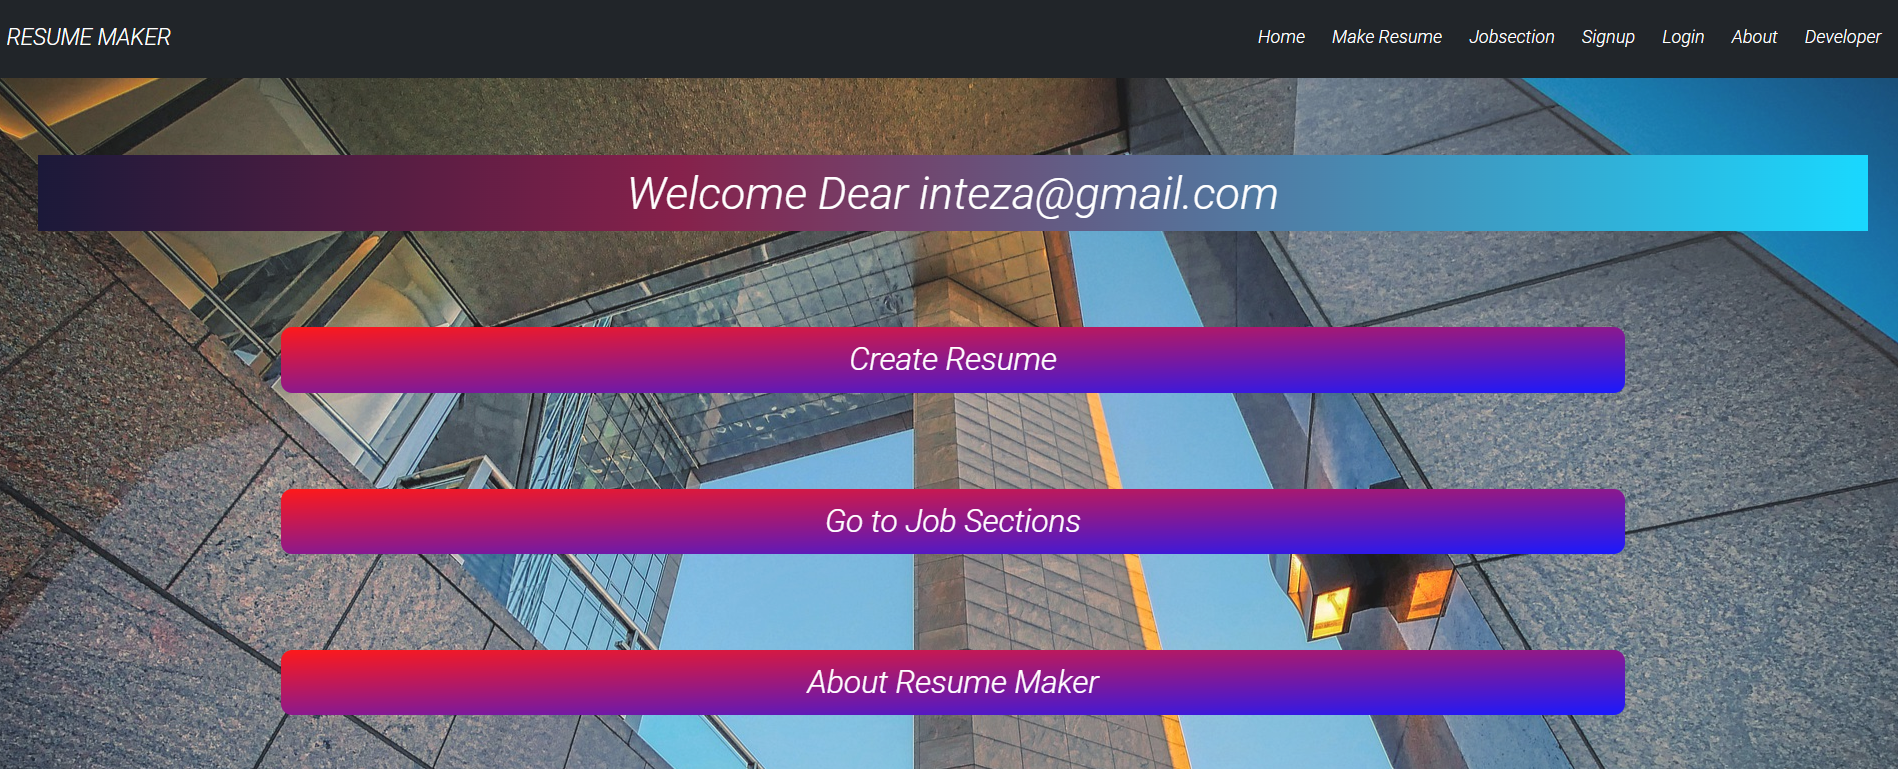 RESUME MAKER
Home Make Resume Jobsection Signup Login About Developer
Welcome Dear inteza@gmail.com
Create Resume
Go to Job Sections
About Resume Maker